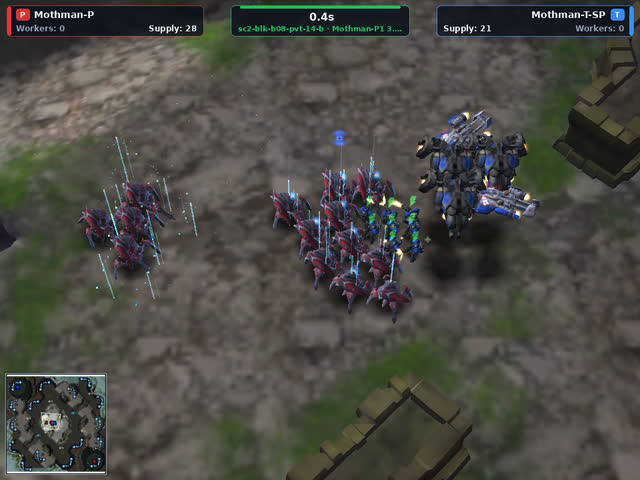 P Mothman-P
Workers: 0 Supply: 28
0.4s
sc2-blk-b08-pvt-14-b · Mothman-P1 3....
Mothman-T-SP T
Supply: 21 Workers: 0